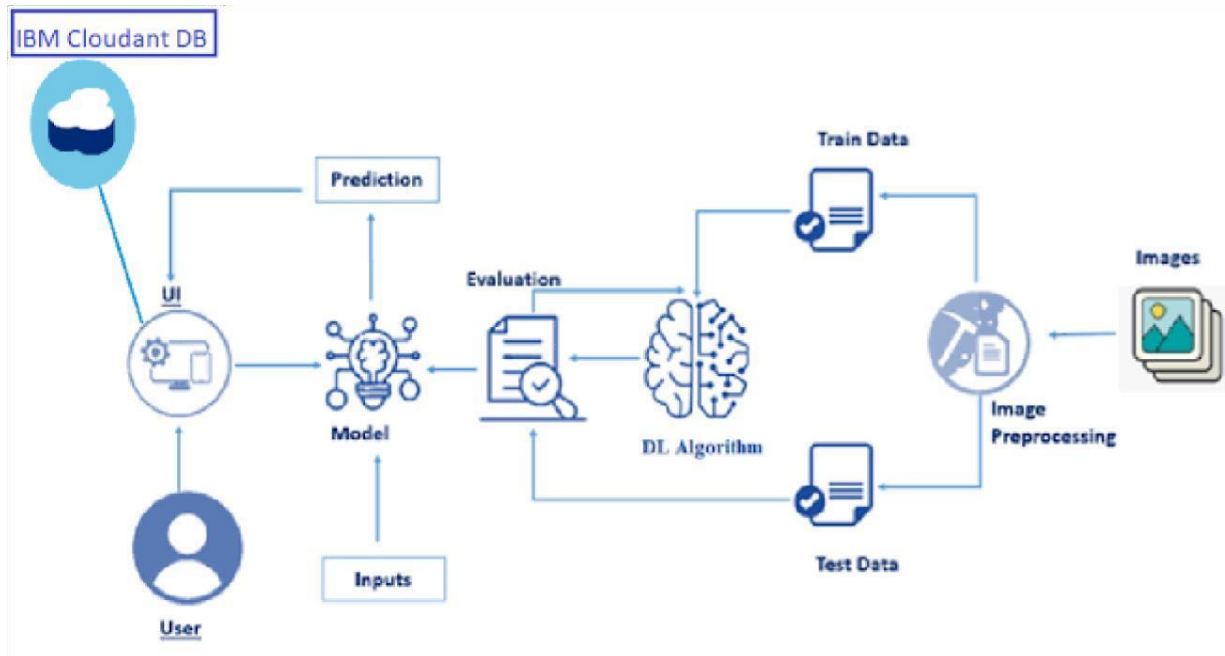 IBM Cloudant DB
Train Data
Prediction
Images
Evaluation
UI
Image
Preprocessing
Model
DL Algorithm
Test Data
Inputs
User